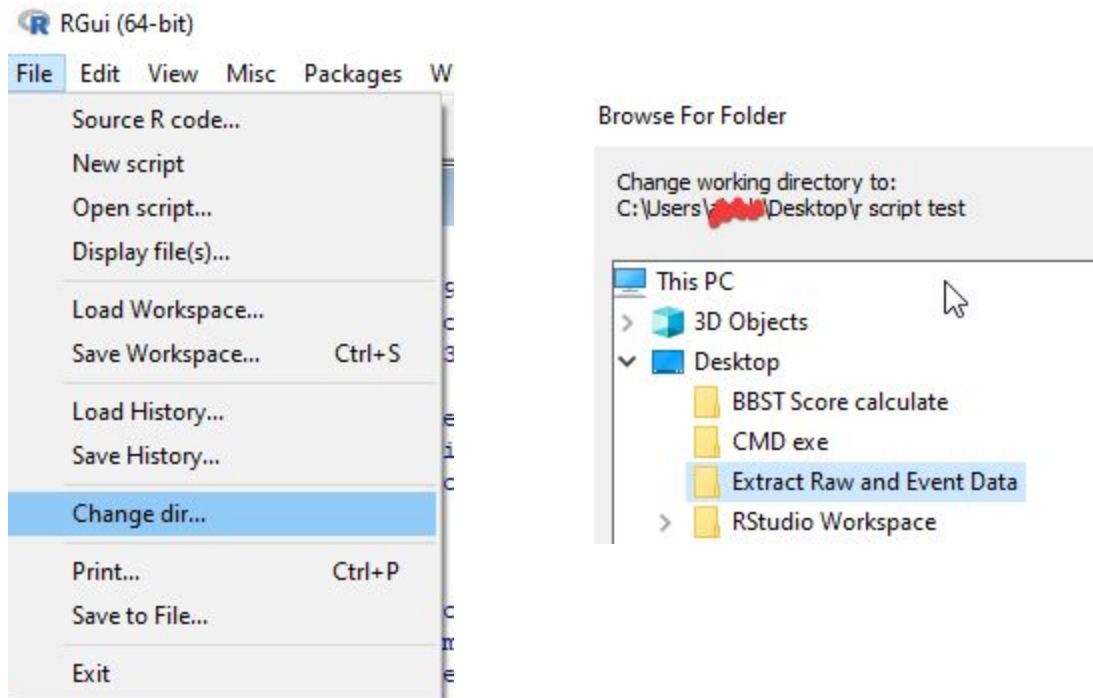 RGui (64-bit)
File Edit View Misc Packages W
Source R code...
New script
Open script...
Display file(s)...
Load Workspace...
Save Workspace... Ctrl+S
Load History...
Save History...
Change dir...
Print... Ctrl+P
Save to File...
Exit
Browse For Folder
Change working directory to:
C:\Users\ \Desktop\r script test
This PC
3D Objects
Desktop
BBST Score calculate
CMD exe
Extract Raw and Event Data
RStudio Workspace